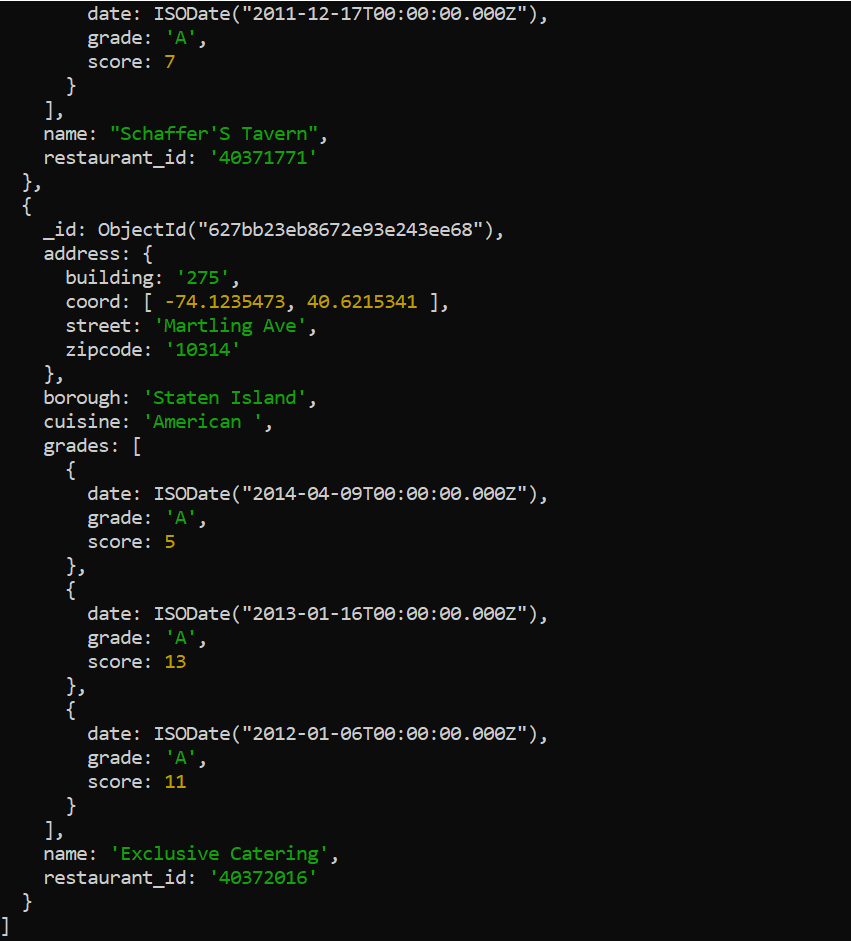 date: ISODate("2011-12-17T00:00:00.000Z"),
        grade: 'A',
        score: 7
      }
    ],
    name: "Schaffer'S Tavern",
    restaurant_id: '40371771'
  },
  {
    _id: ObjectId("627bb23eb8672e93e243ee68"),
    address: {
      building: '275',
      coord: [ -74.1235473, 40.6215341 ],
      street: 'Martling Ave',
      zipcode: '10314'
    },
    borough: 'Staten Island',
    cuisine: 'American ',
    grades: [
      {
        date: ISODate("2014-04-09T00:00:00.000Z"),
        grade: 'A',
        score: 5
      },
      {
        date: ISODate("2013-01-16T00:00:00.000Z"),
        grade: 'A',
        score: 13
      },
      {
        date: ISODate("2012-01-06T00:00:00.000Z"),
        grade: 'A',
        score: 11
      }
    ],
    name: 'Exclusive Catering',
    restaurant_id: '40372016'
  }
]